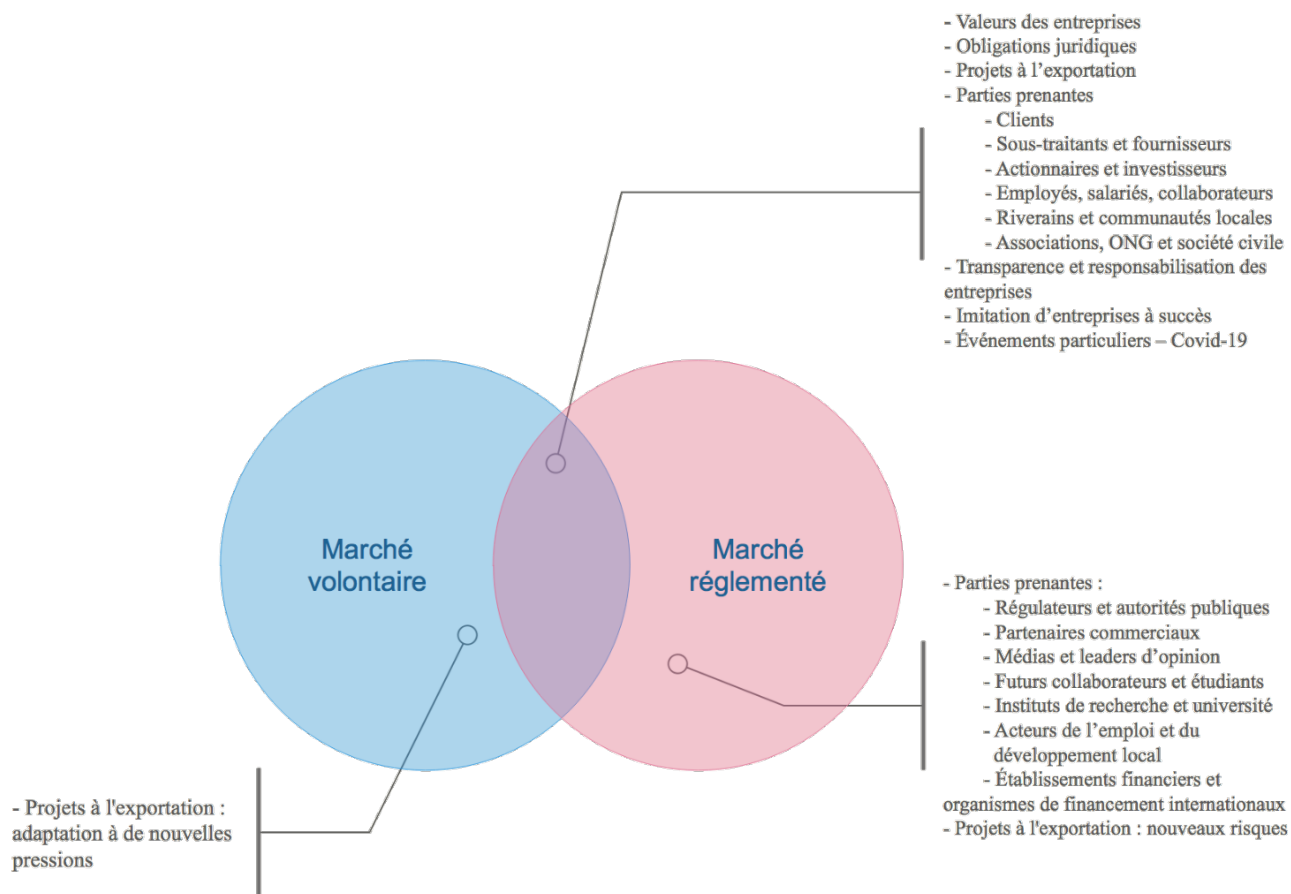 - Valeurs des entreprises
- Obligations juridiques
- Projets à l’exportation
- Parties prenantes
- Clients
- Sous-traitants et fournisseurs
- Actionnaires et investisseurs
- Employés, salariés, collaborateurs
- Riverains et communautés locales
- Associations, ONG et société civile
- Transparence et responsabilisation des
entreprises
- Imitation d’entreprises à succès
- Événements particuliers – Covid-19
Marché
volontaire
Marché
réglementé
- Parties prenantes :
- Régulateurs et autorités publiques
- Partenaires commerciaux
- Médias et leaders d’opinion
- Futurs collaborateurs et étudiants
- Instituts de recherche et université
- Acteurs de l’emploi et du
développement local
- Établissements financiers et
organismes de financement internationaux
- Projets à l'exportation : nouveaux risques
- Projets à l'exportation :
adaptation à de nouvelles
pressions